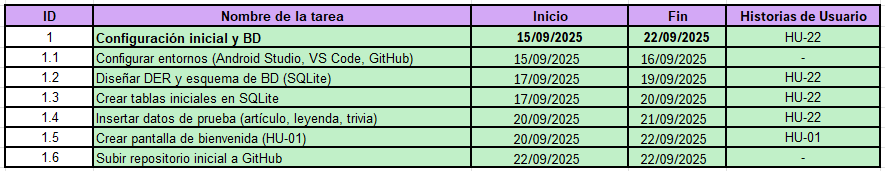 ID Nombre de la tarea Inicio Fin Historias de Usuario
1 Configuración inicial y BD 15/09/2025 22/09/2025 HU-22
1.1 Configurar entornos (Android Studio, VS Code, GitHub) 15/09/2025 16/09/2025 -
1.2 Diseñar DER y esquema de BD (SQLite) 17/09/2025 19/09/2025 HU-22
1.3 Crear tablas iniciales en SQLite 17/09/2025 20/09/2025 HU-22
1.4 Insertar datos de prueba (artículo, leyenda, trivia) 20/09/2025 21/09/2025 HU-22
1.5 Crear pantalla de bienvenida (HU-01) 20/09/2025 22/09/2025 HU-01
1.6 Subir repositorio inicial a GitHub 22/09/2025 22/09/2025 -